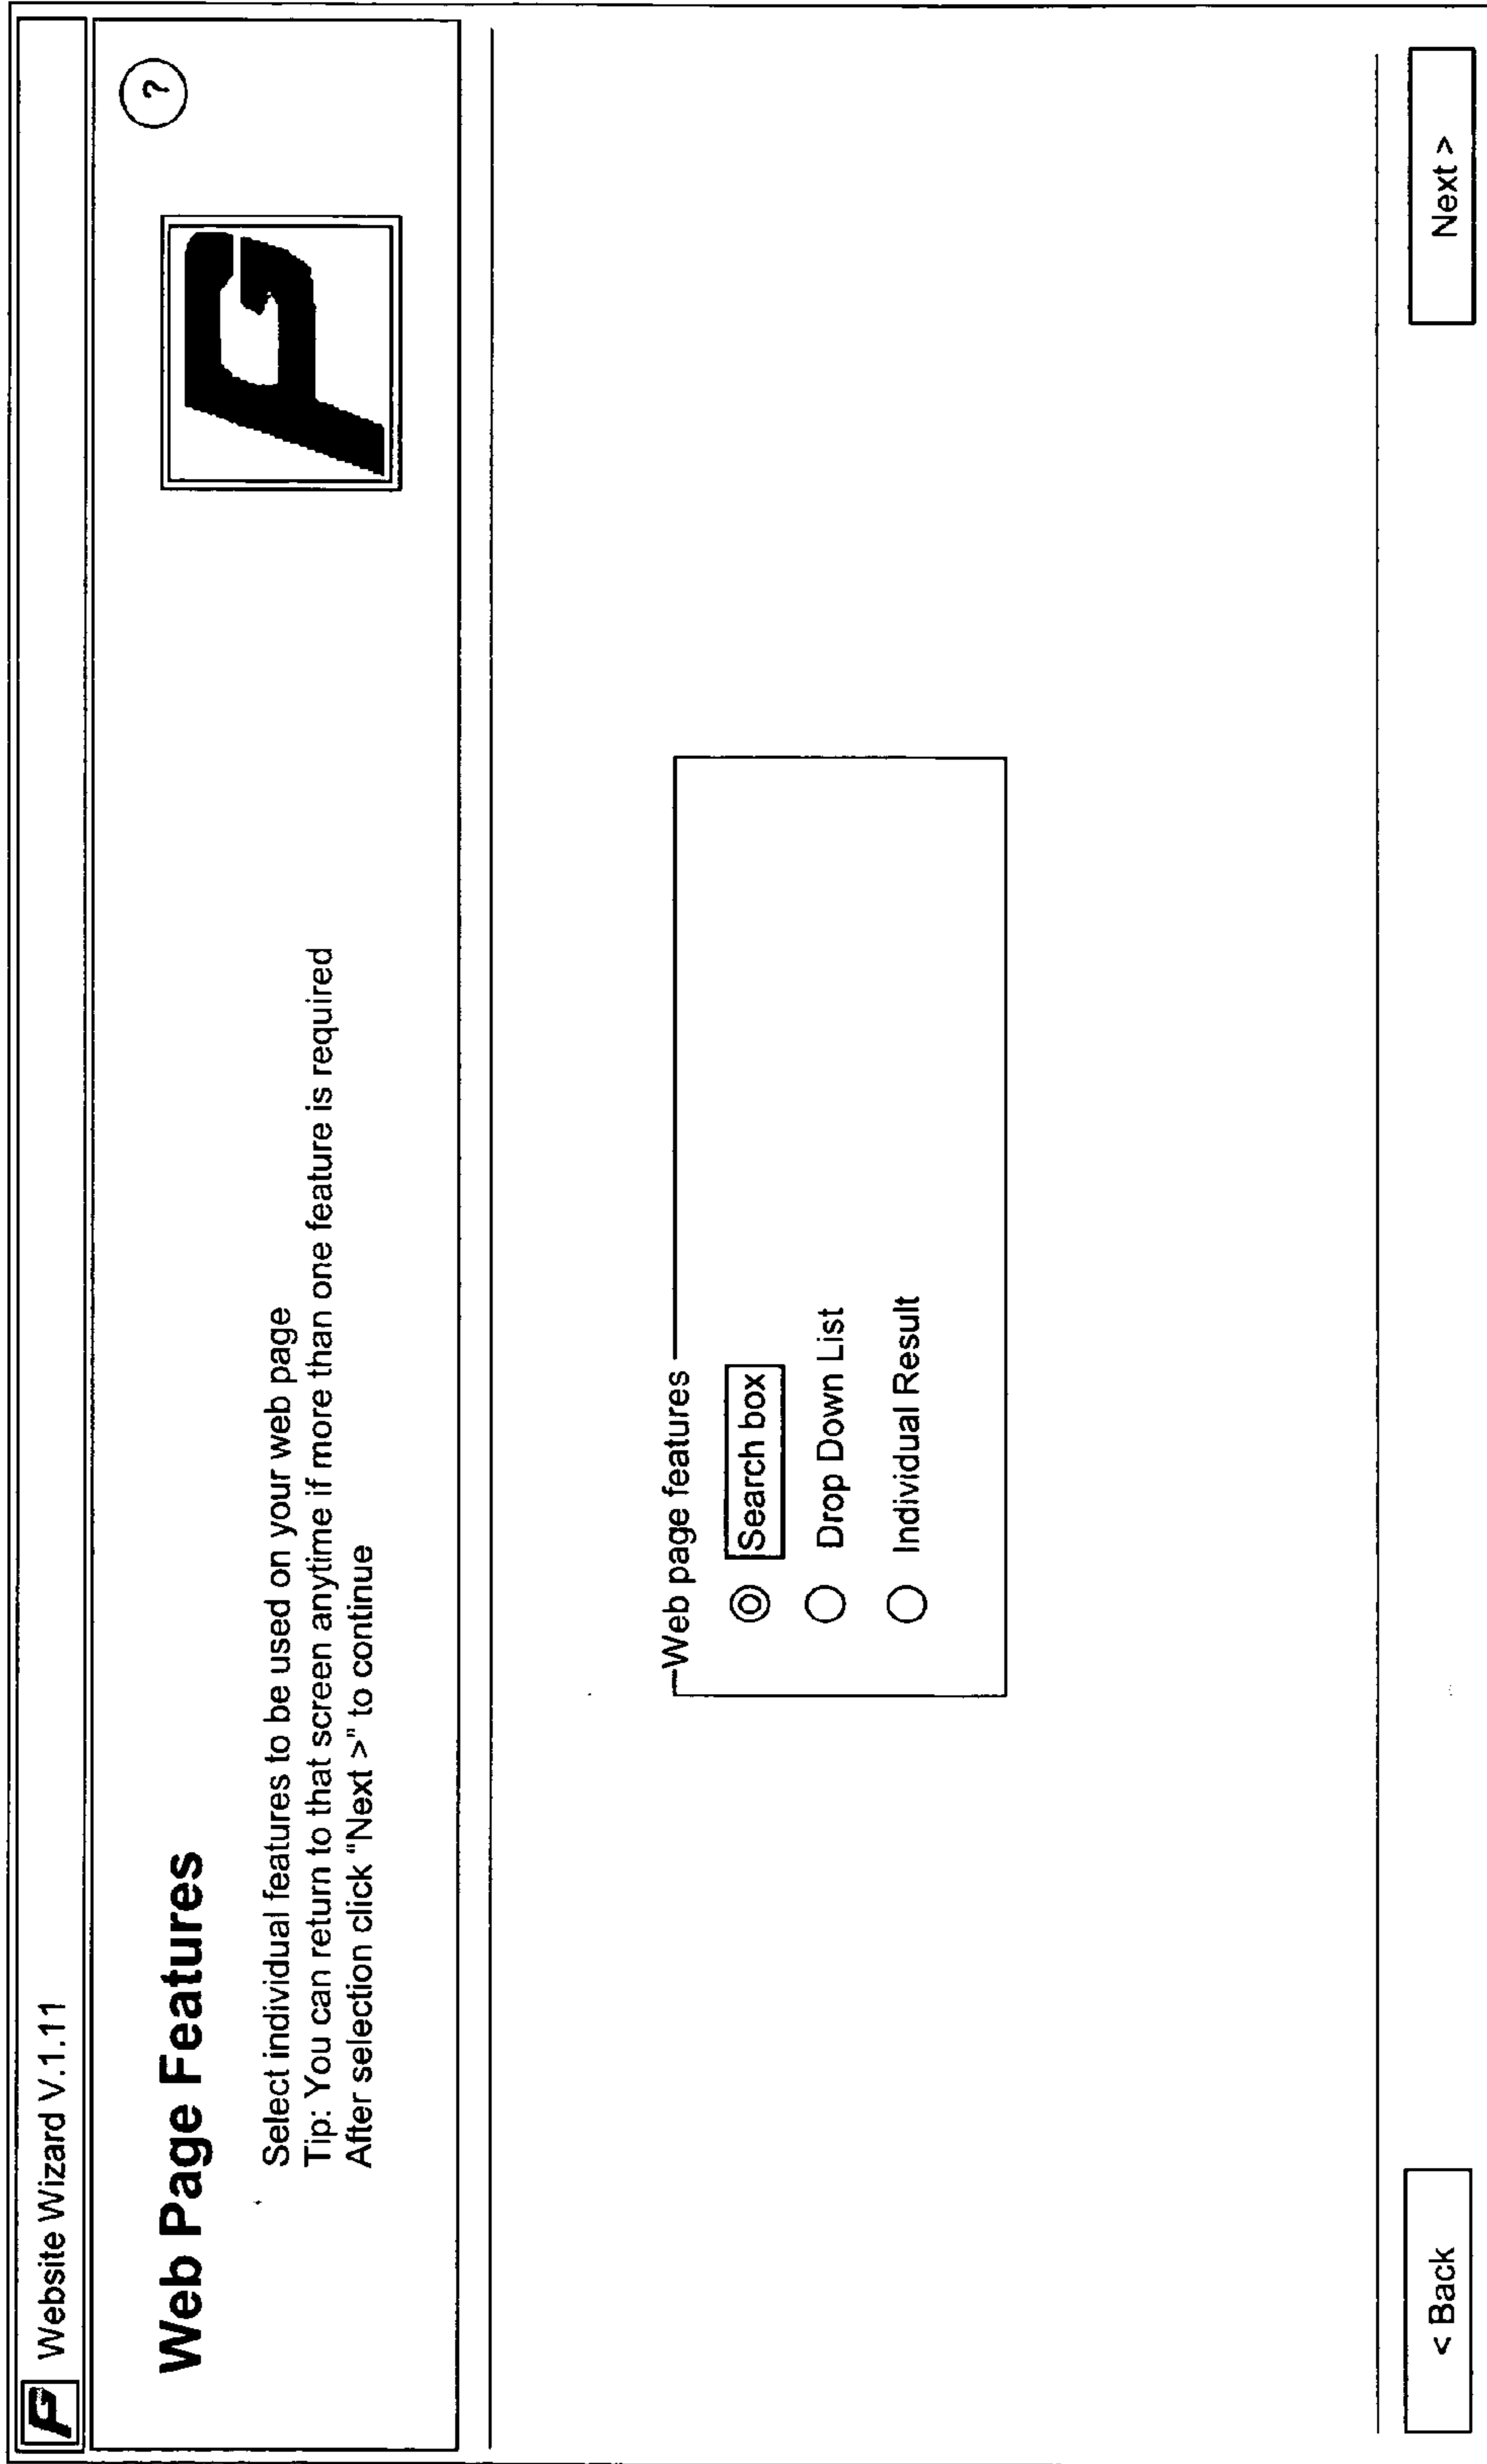 Website Wizard V.1.11
?
Web Page Features
Select individual features to be used on your web page
Tip: You can return to that screen anytime if more than one feature is required
After selection click "Next >" to continue
Web page features
Search box
Drop Down List
Individual Result
< Back
Next >